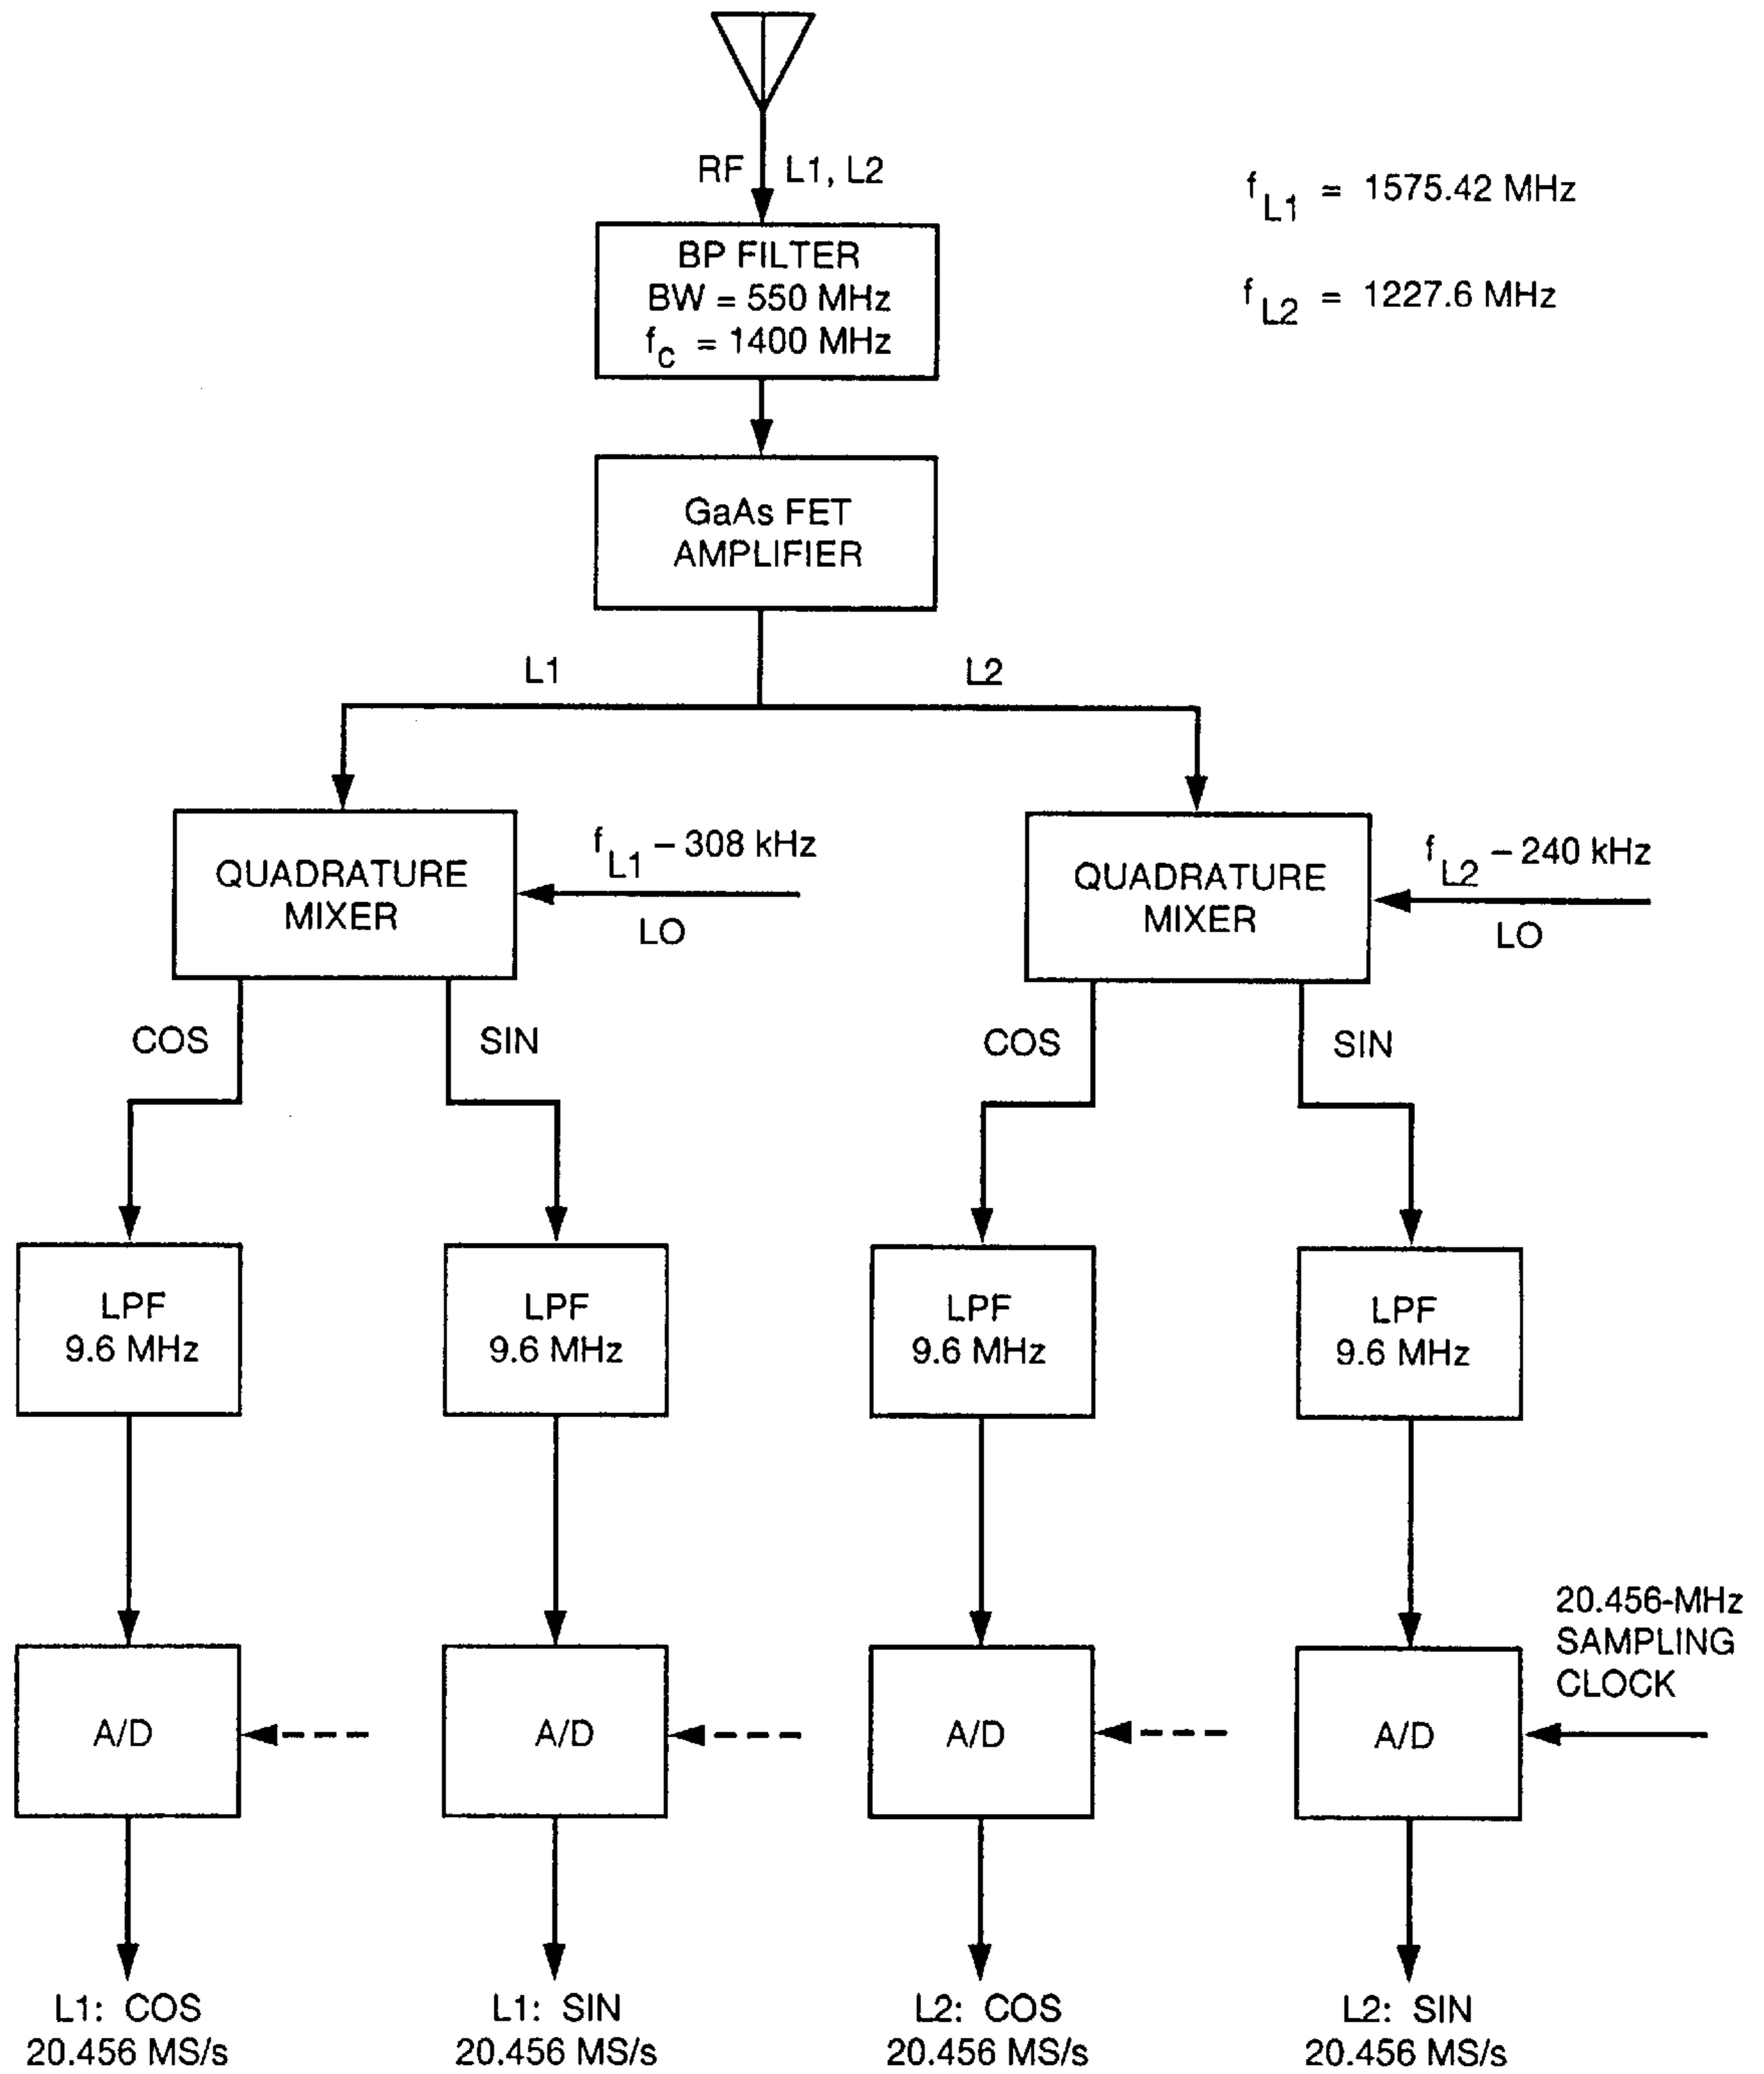 RF L1, L2
f L1 = 1575.42 MHz
f L2 = 1227.6 MHz
BP FILTER
BW = 550 MHz
f C = 1400 MHz
GaAs FET
AMPLIFIER
L1
L2
QUADRATURE
MIXER
f L1 – 308 kHz
LO
QUADRATURE
MIXER
f L2 – 240 kHz
LO
COS
SIN
COS
SIN
LPF
9.6 MHz
LPF
9.6 MHz
LPF
9.6 MHz
LPF
9.6 MHz
20.456-MHz
SAMPLING
CLOCK
A/D
A/D
A/D
A/D
L1: COS
20.456 MS/s
L1: SIN
20.456 MS/s
L2: COS
20.456 MS/s
L2: SIN
20.456 MS/s